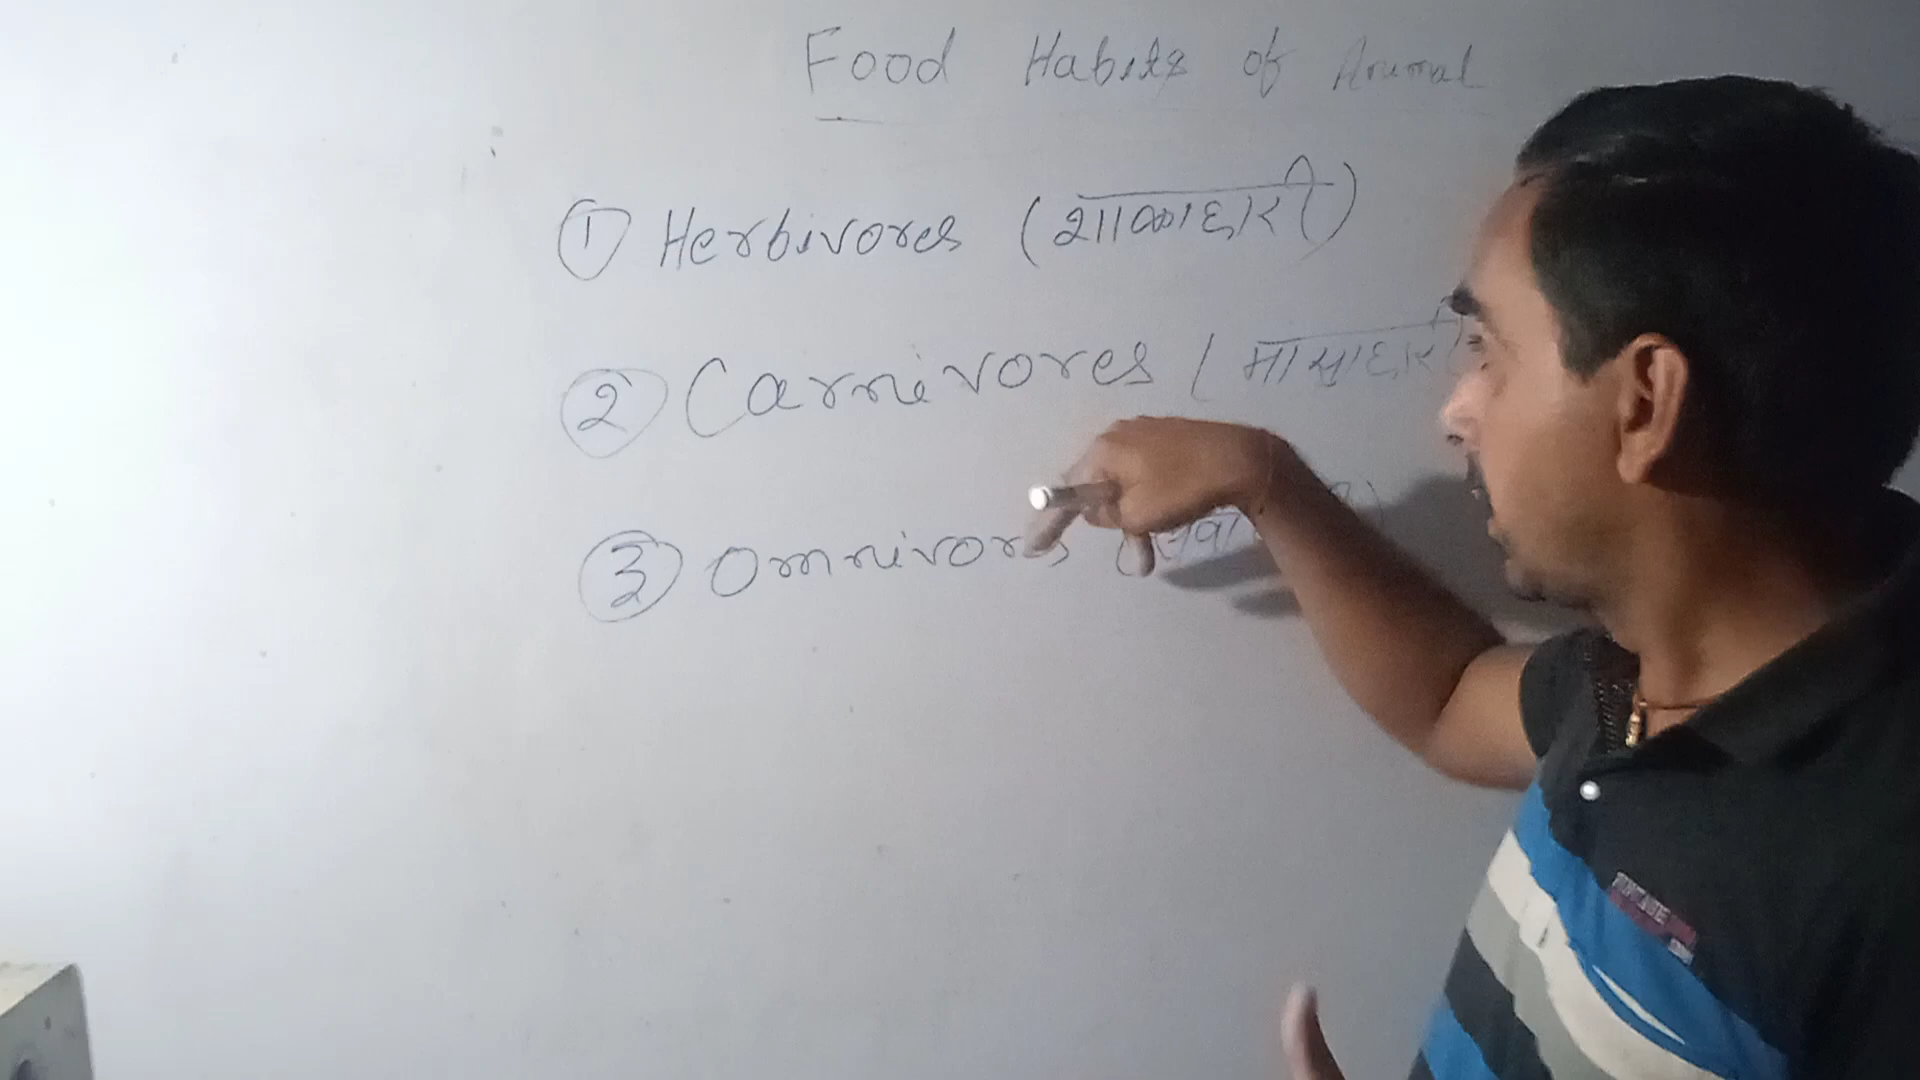 Food Habits of Animal
① Herbivores (शाकाहारी)
② Carnivores (मासाहारी
③ Omnivores